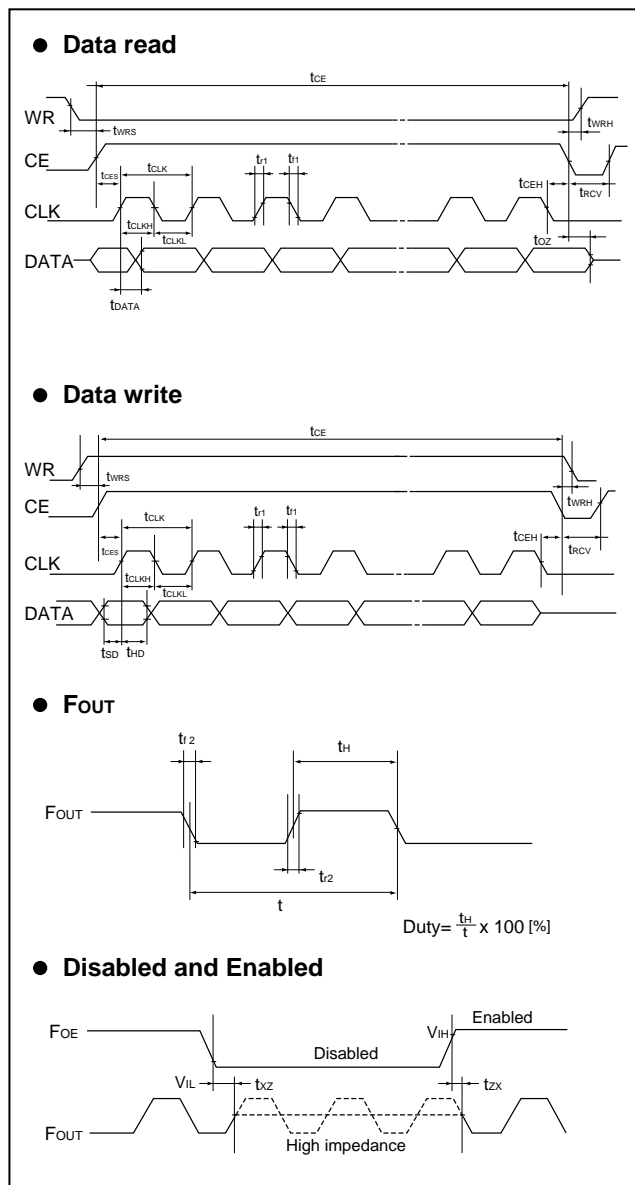 ● Data read
tCE
WR
tWRS
tWRH
CE
tCES
tCLK
tr1
tf1
tCEH
tRCV
CLK
tCLKH
tCLKL
tOZ
DATA
tDATA
● Data write
tCE
WR
tWRS
tWRH
CE
tCES
tCLK
tr1
tf1
tCEH
tRCV
CLK
tCLKH
tCLKL
DATA
tSD
tHD
● FOUT
tf 2
tH
FOUT
tr2
t
Duty= tH/t x 100 [%]
● Disabled and Enabled
FOE
VIH
Enabled
Disabled
VIL
tXZ
tZX
FOUT
High impedance